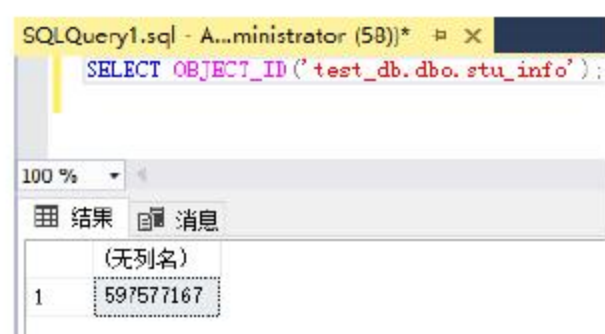 SQLQuery1.sql - A...ministrator (58))*
SELECT OBJECT_ID('test_db.dbo.stu_info');
100 %
结果 消息
(无列名)
1 597577167